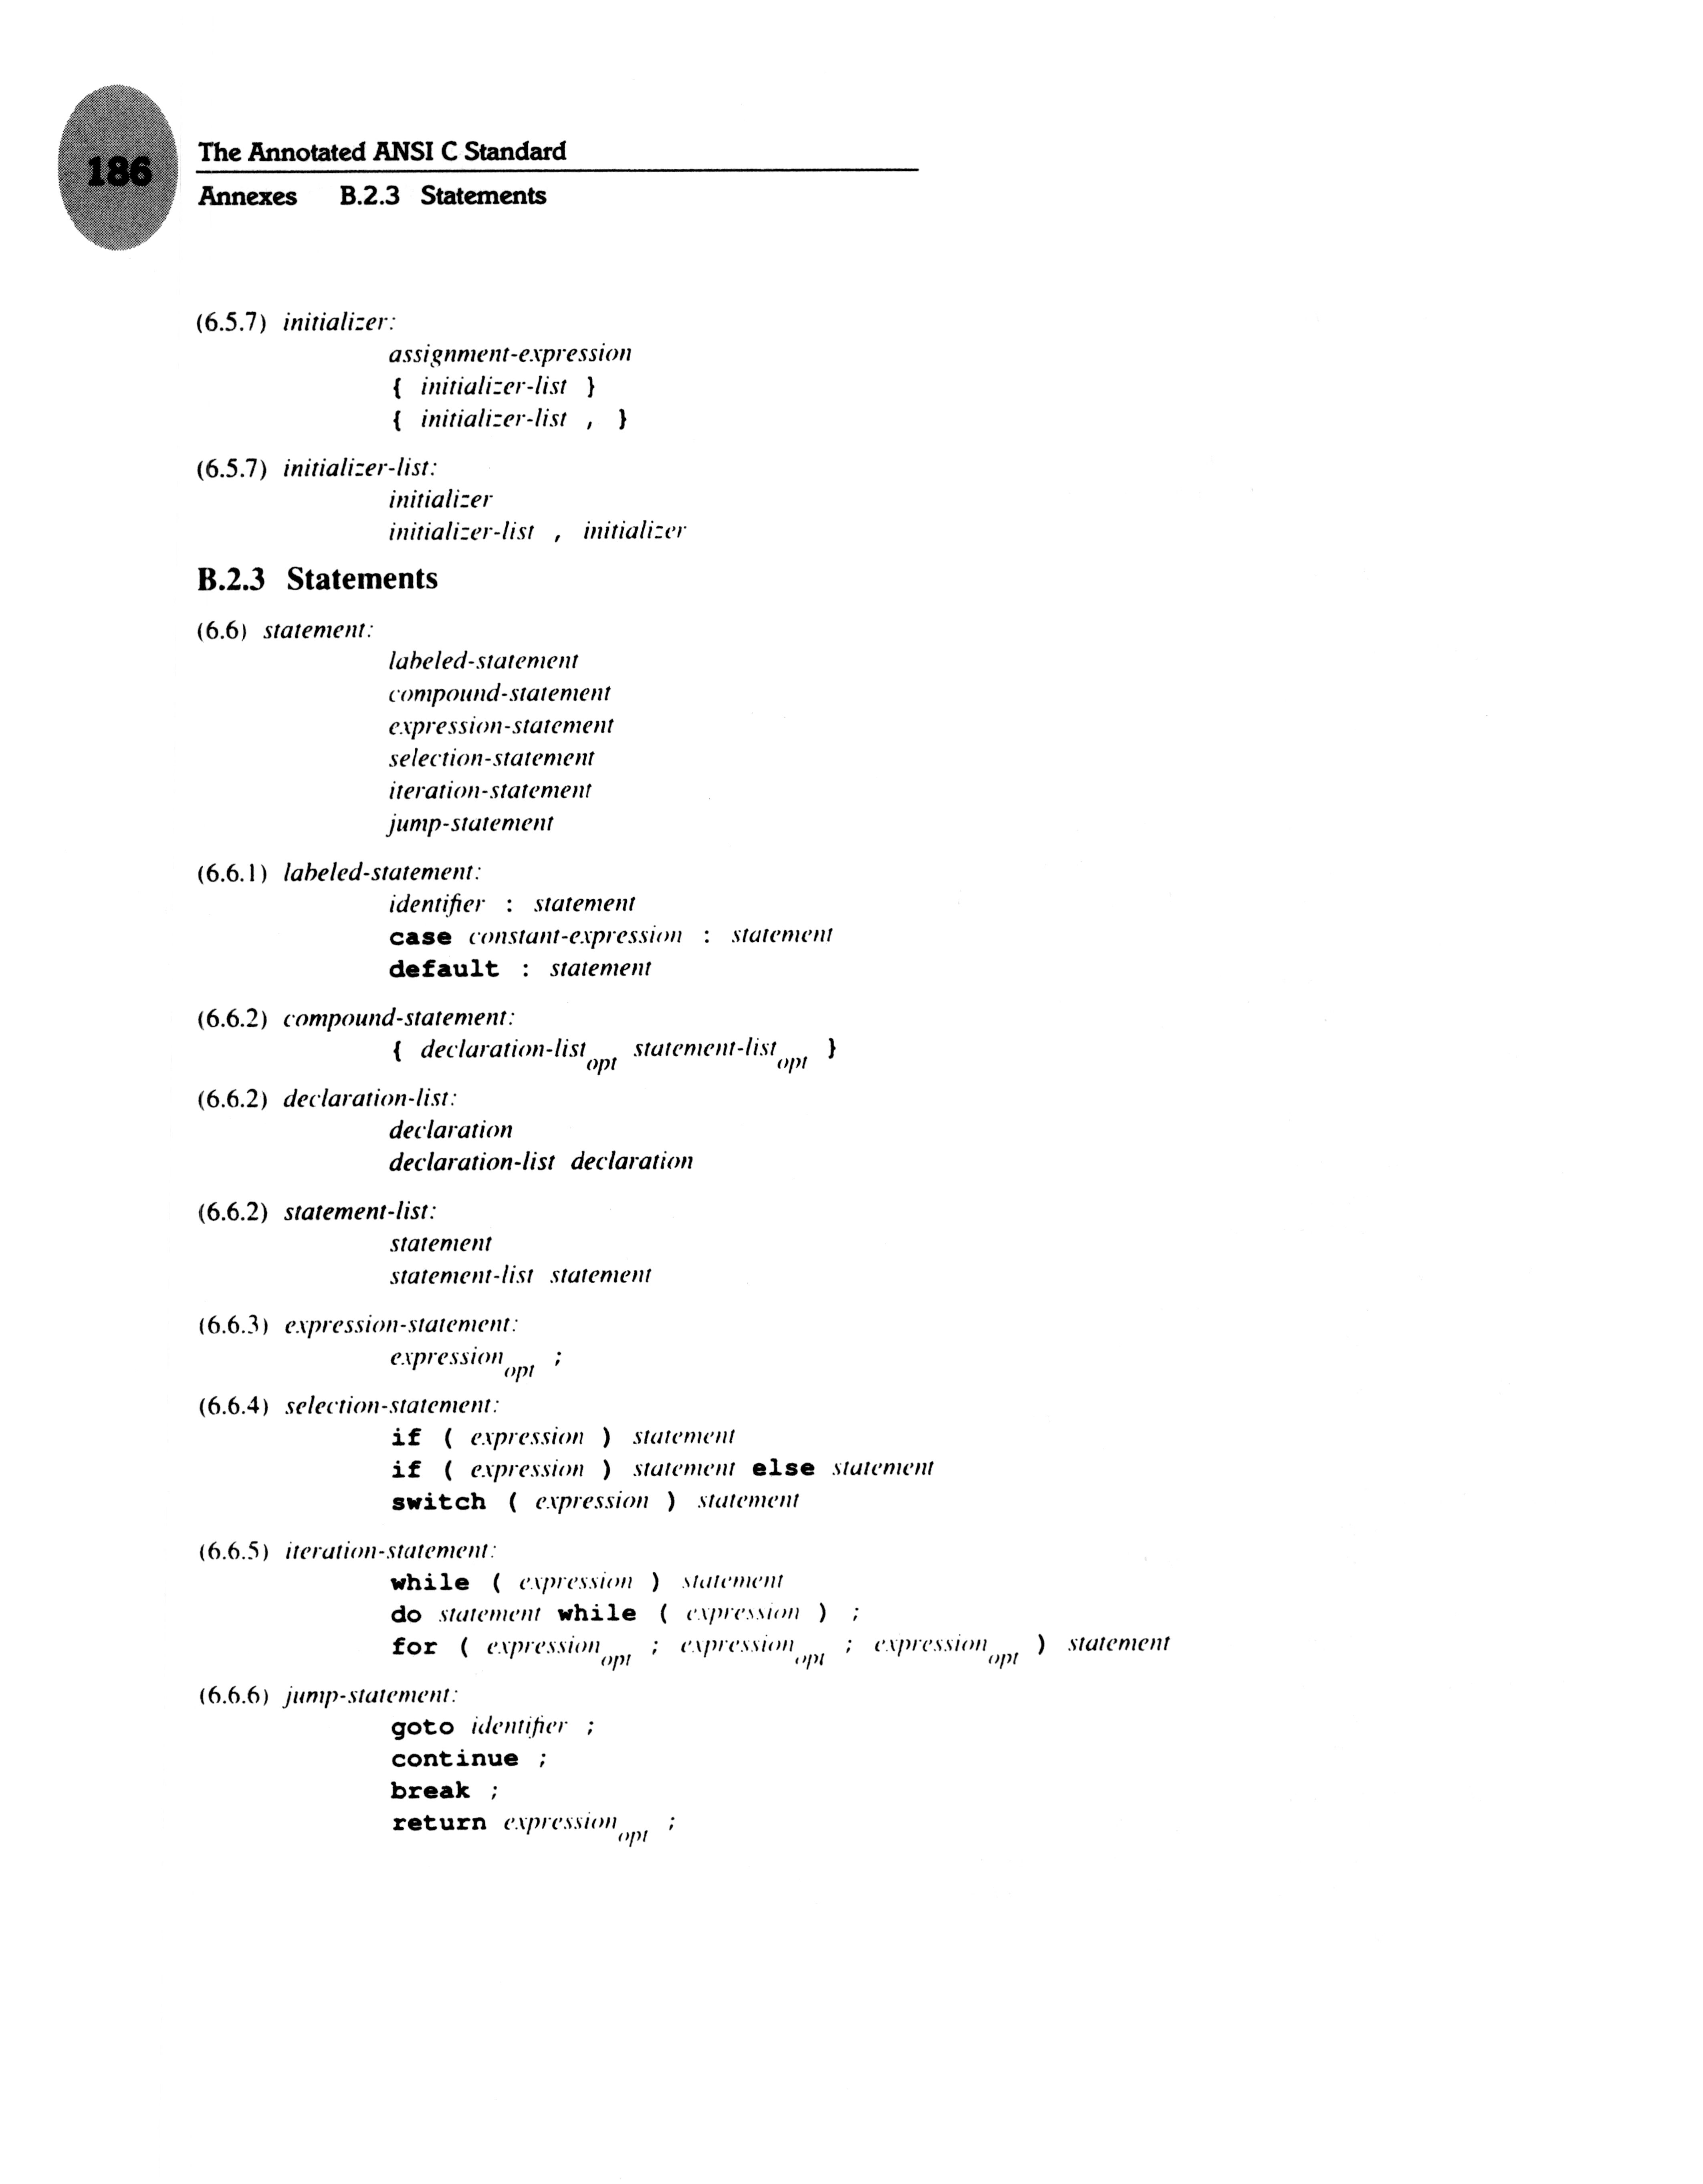 186
The Annotated ANSI C Standard
Annexes B.2.3 Statements
(6.5.7) initializer:
assignment-expression
{ initializer-list }
{ initializer-list , }
(6.5.7) initializer-list:
initializer
initializer-list , initializer
B.2.3 Statements
(6.6) statement:
labeled-statement
compound-statement
expression-statement
selection-statement
iteration-statement
jump-statement
(6.6.1) labeled-statement:
identifier : statement
case constant-expression : statement
default : statement
(6.6.2) compound-statement:
{ declaration-list opt statement-list opt }
(6.6.2) declaration-list:
declaration
declaration-list declaration
(6.6.2) statement-list:
statement
statement-list statement
(6.6.3) expression-statement:
expression opt ;
(6.6.4) selection-statement:
if ( expression ) statement
if ( expression ) statement else statement
switch ( expression ) statement
(6.6.5) iteration-statement:
while ( expression ) statement
do statement while ( expression ) ;
for ( expression opt ; expression opt ; expression opt ) statement
(6.6.6) jump-statement:
goto identifier ;
continue ;
break ;
return expression opt ;